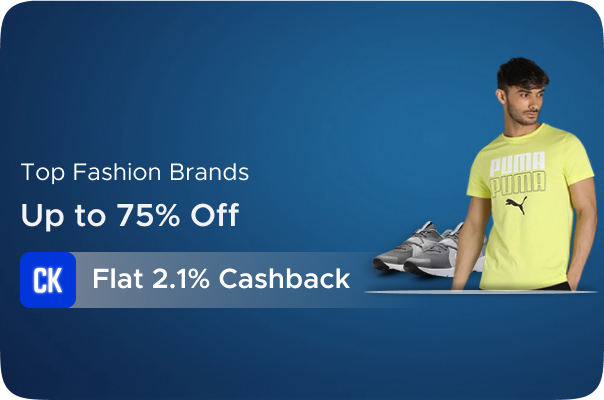 Top Fashion Brands
Up to 75% Off
CK
Flat 2.1% Cashback
PUMA
PUMA